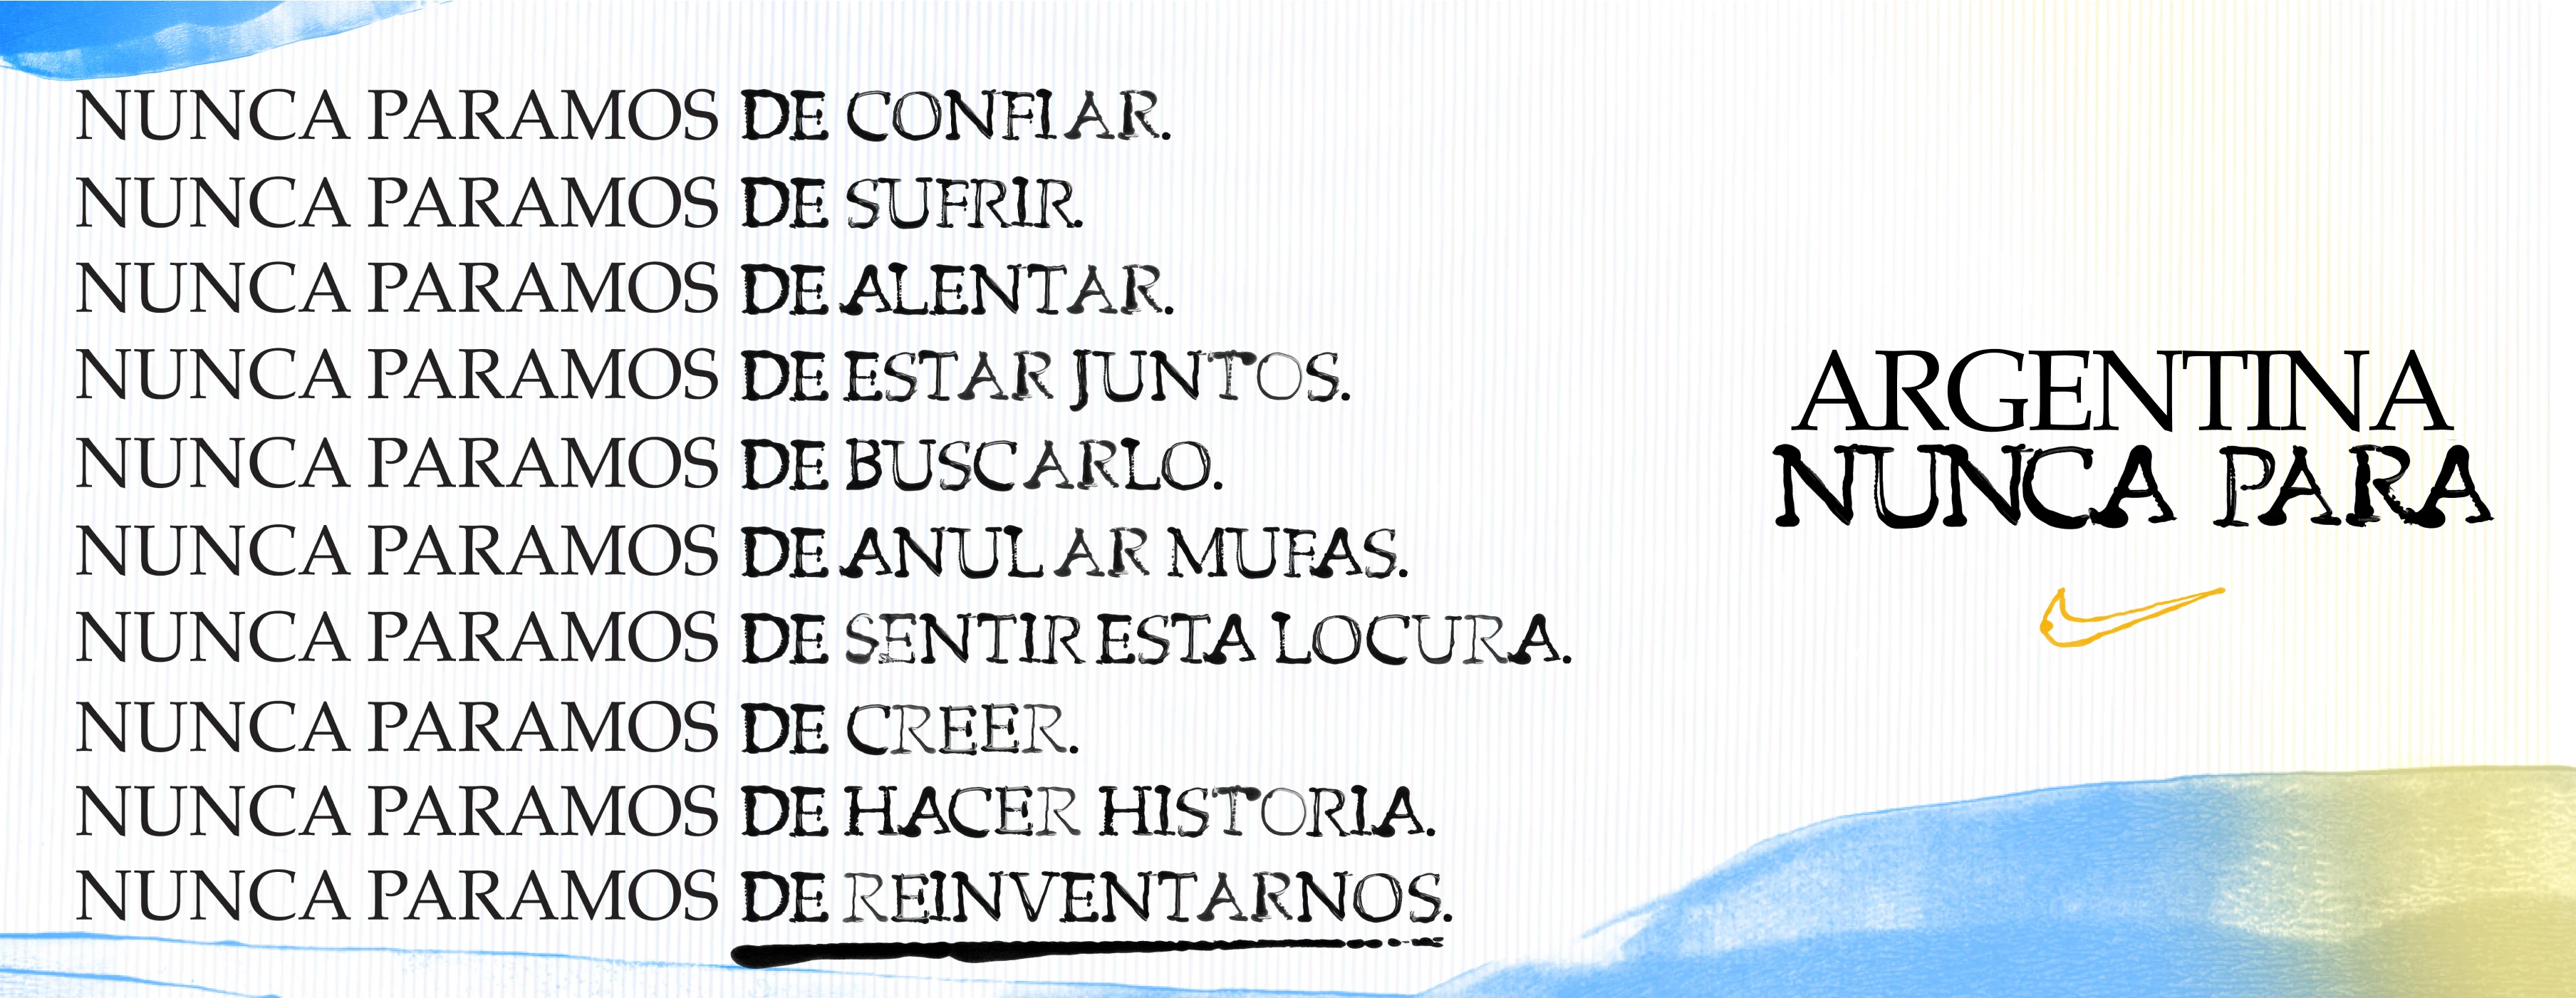 NUNCA PARAMOS DE CONFIAR.
NUNCA PARAMOS DE SUFRIR.
NUNCA PARAMOS DE ALENTAR.
NUNCA PARAMOS DE ESTAR JUNTOS.
NUNCA PARAMOS DE BUSCARLO.
NUNCA PARAMOS DE ANULAR MUFAS.
NUNCA PARAMOS DE SENTIR ESTA LOCURA.
NUNCA PARAMOS DE CREER.
NUNCA PARAMOS DE HACER HISTORIA.
NUNCA PARAMOS DE REINVENTARNOS.
ARGENTINA
NUNCA PARA